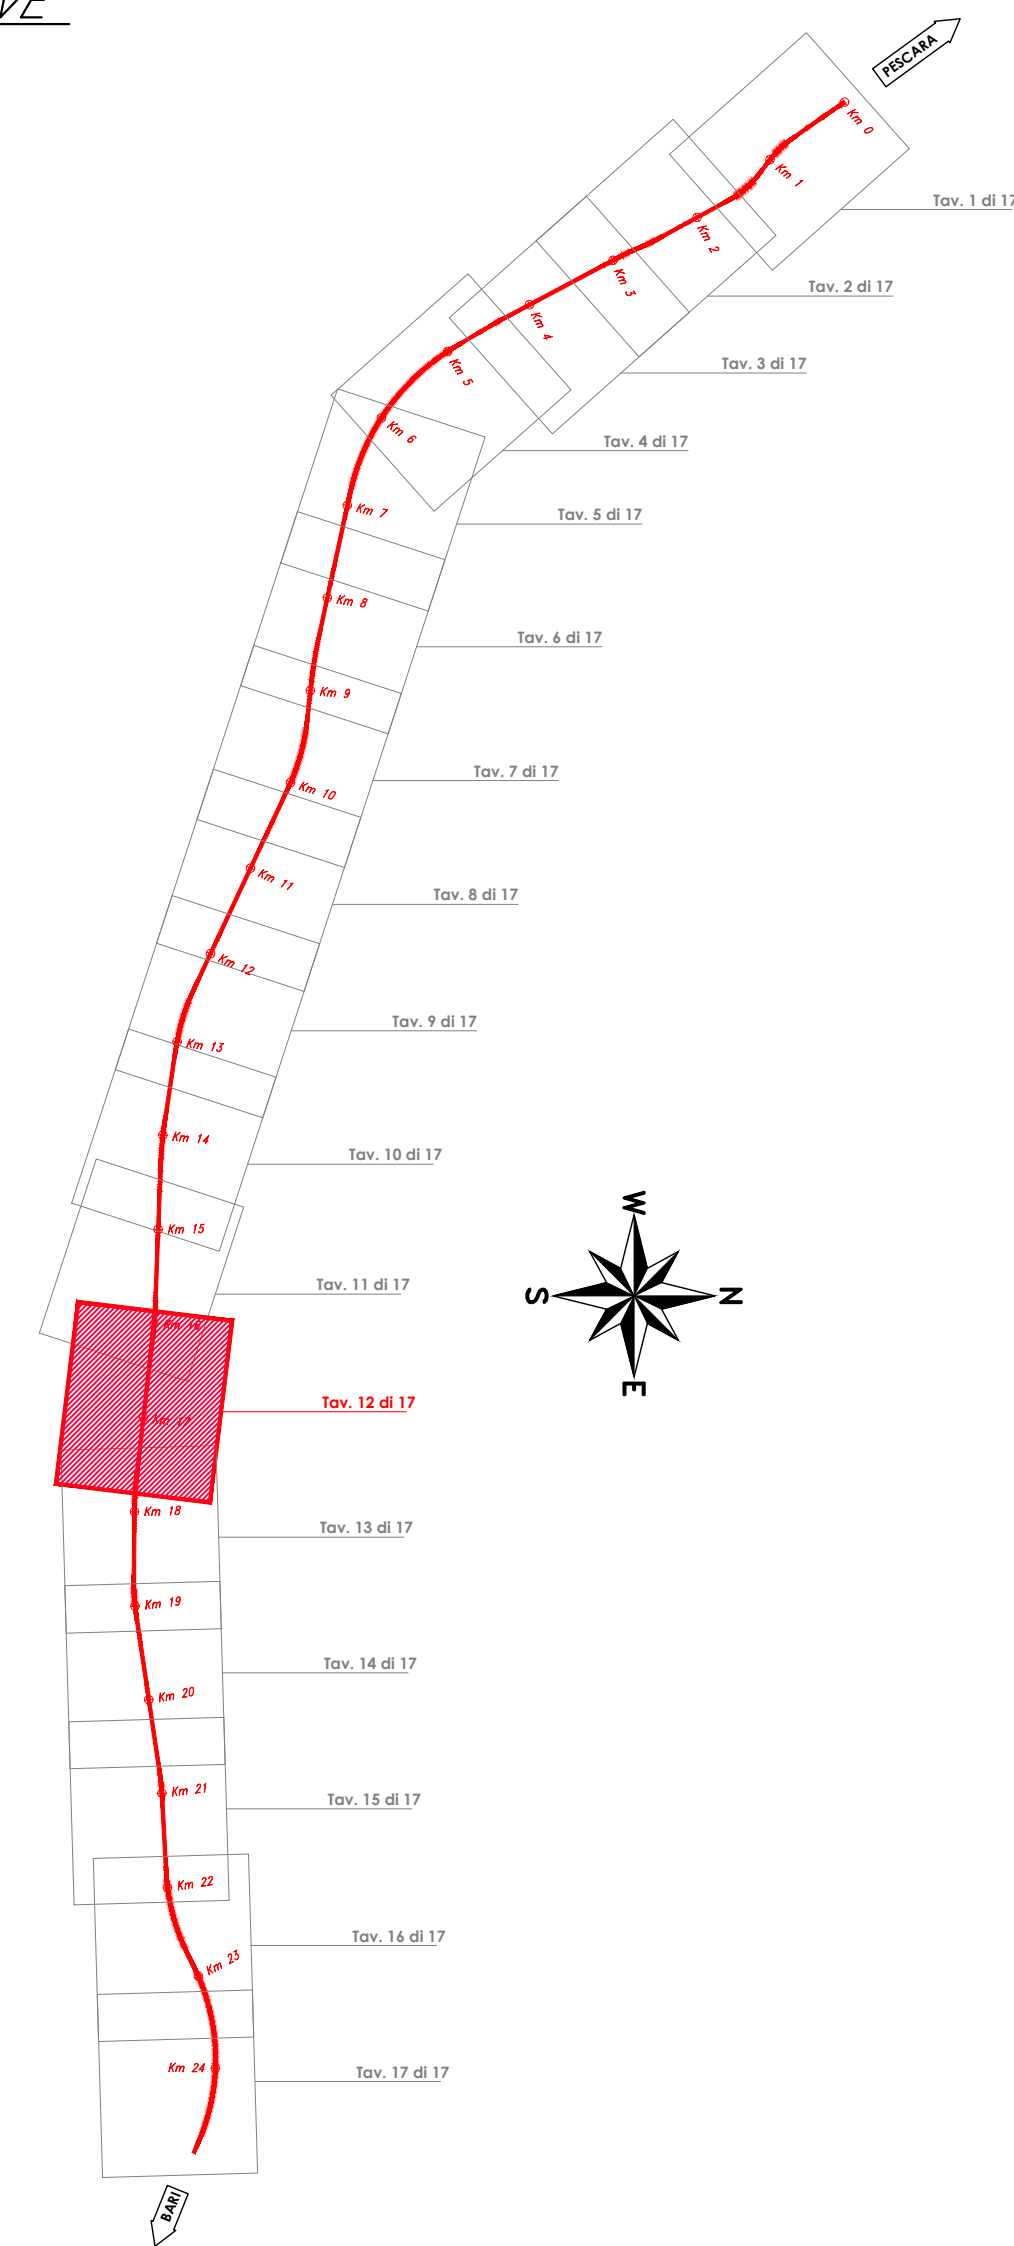 PESCARA
Km 0
Km 1
Tav. 1 di 17
Km 2
Km 3
Tav. 2 di 17
Km 4
Km 5
Tav. 3 di 17
Km 6
Tav. 4 di 17
Km 7
Tav. 5 di 17
Km 8
Tav. 6 di 17
Km 9
Tav. 7 di 17
Km 10
Km 11
Tav. 8 di 17
Km 12
Tav. 9 di 17
Km 13
Km 14
Tav. 10 di 17
W
Km 15
Tav. 11 di 17
S
N
Km 16
E
Tav. 12 di 17
Km 17
Km 18
Tav. 13 di 17
Km 19
Tav. 14 di 17
Km 20
Km 21
Tav. 15 di 17
Km 22
Tav. 16 di 17
Km 23
Km 24
Tav. 17 di 17
BARI